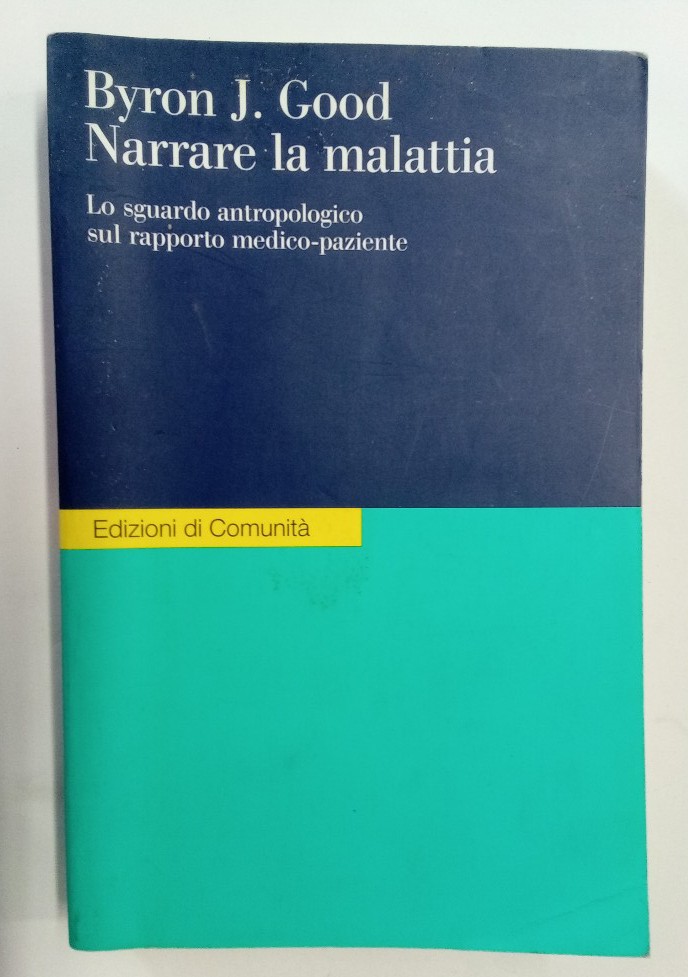 Byron J. Good
Narrare la malattia
Lo sguardo antropologico
sul rapporto medico-paziente
Edizioni di Comunità